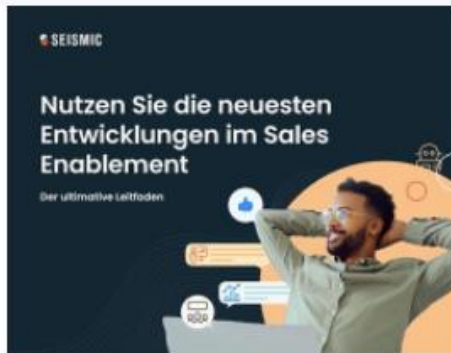 SEISMIC
Nutzen Sie die neuesten
Entwicklungen im Sales
Enablement
Der ultimative Leitfaden